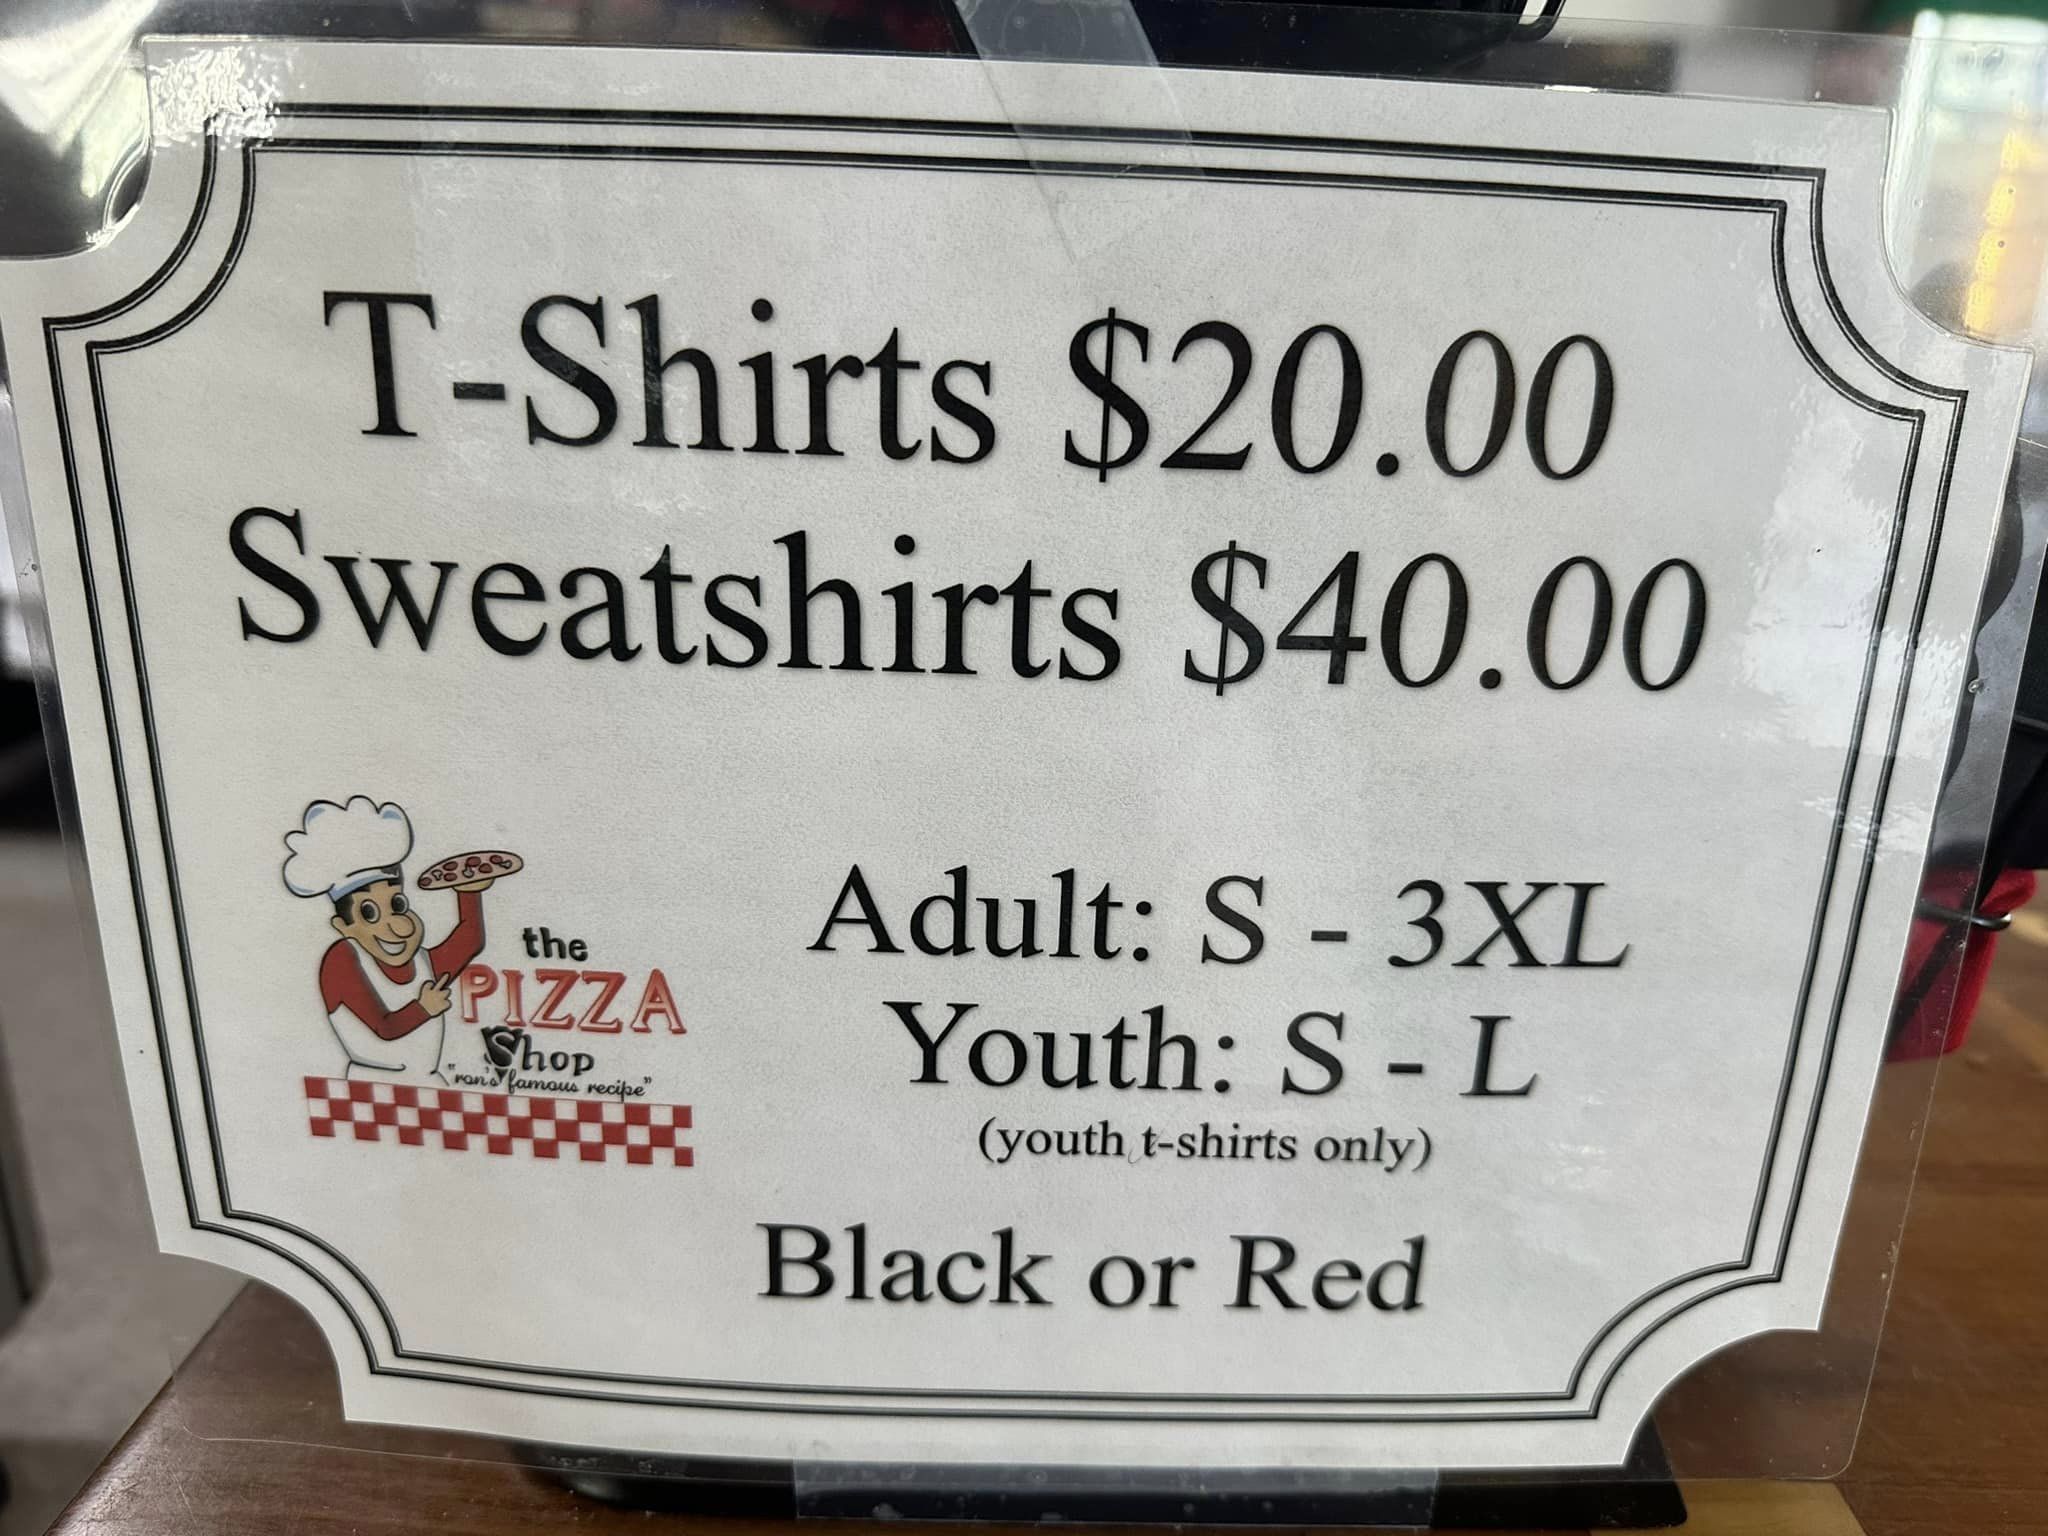 T-Shirts $20.00
Sweatshirts $40.00
the
PIZZA
Shop
"ron's famous recipe"
Adult: S - 3XL
Youth: S - L
(youth t-shirts only)
Black or Red